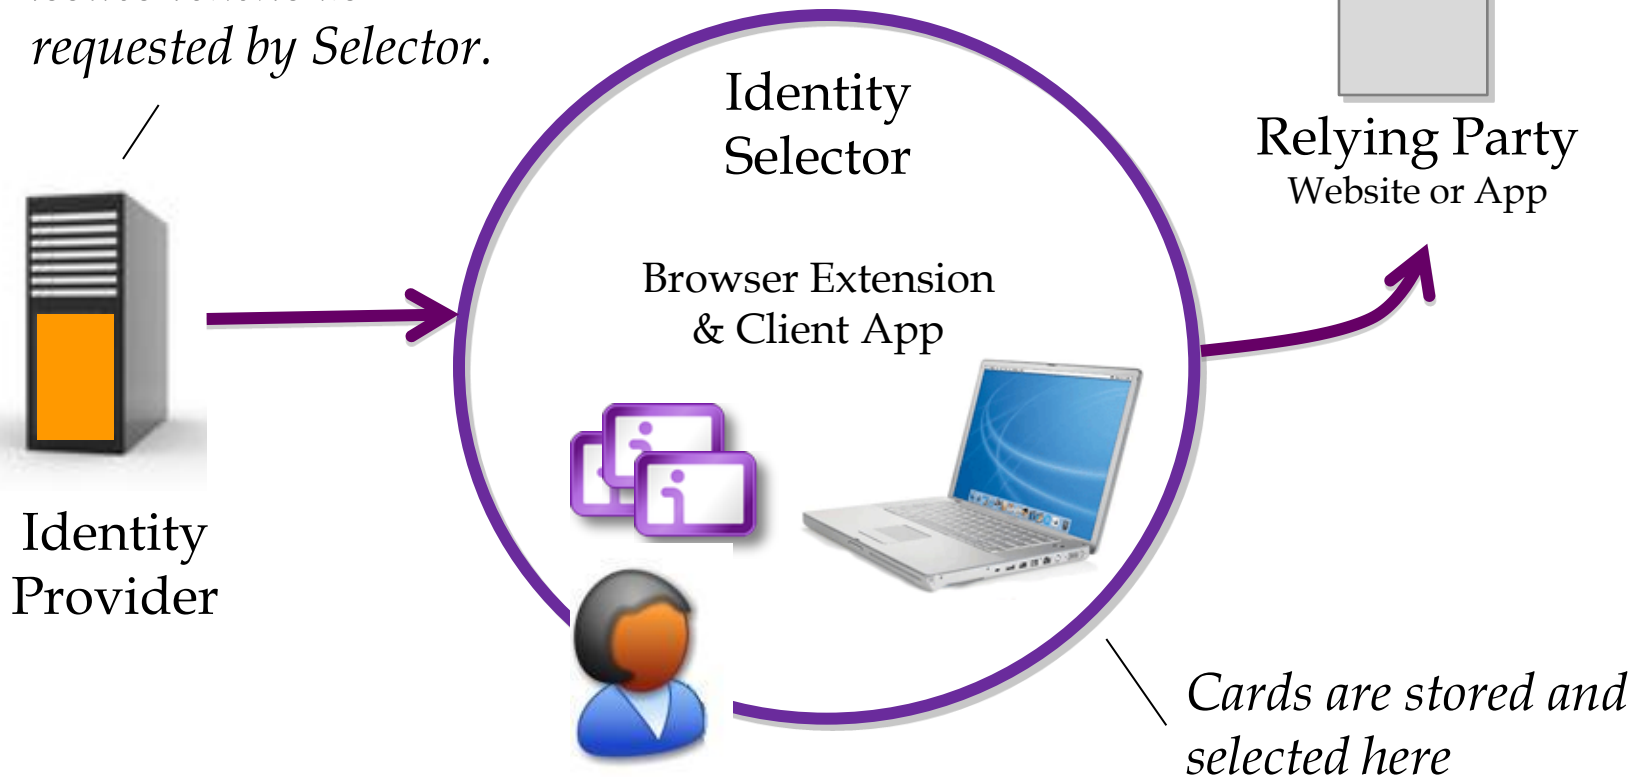 requested by Selector.
Identity
Selector
Relying Party
Website or App
Browser Extension
& Client App
Identity
Provider
Cards are stored and
selected here